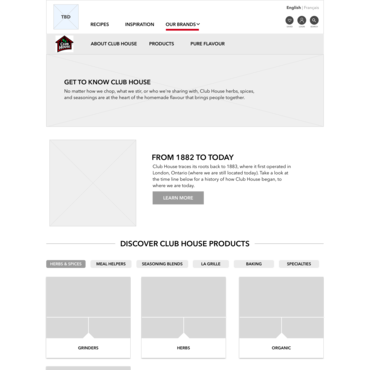 English | Français
TBD
RECIPES INSPIRATION OUR BRANDS
CLUB HOUSE
ABOUT CLUB HOUSE PRODUCTS PURE FLAVOUR
GET TO KNOW CLUB HOUSE
No matter how we chop, what we stir, or who we're sharing with, Club House herbs, spices,
and seasonings are at the heart of the homemade flavour that brings people together.
FROM 1882 TO TODAY
Club House traces its roots back to 1883, where it first operated in
London, Ontario (where we are still located today). Take a look at
the time line below for a history of how Club House began, to
where we are today.
LEARN MORE
DISCOVER CLUB HOUSE PRODUCTS
HERBS & SPICES MEAL HELPERS SEASONING BLENDS LA GRILLE BAKING SPECIALTIES
GRINDERS HERBS ORGANIC